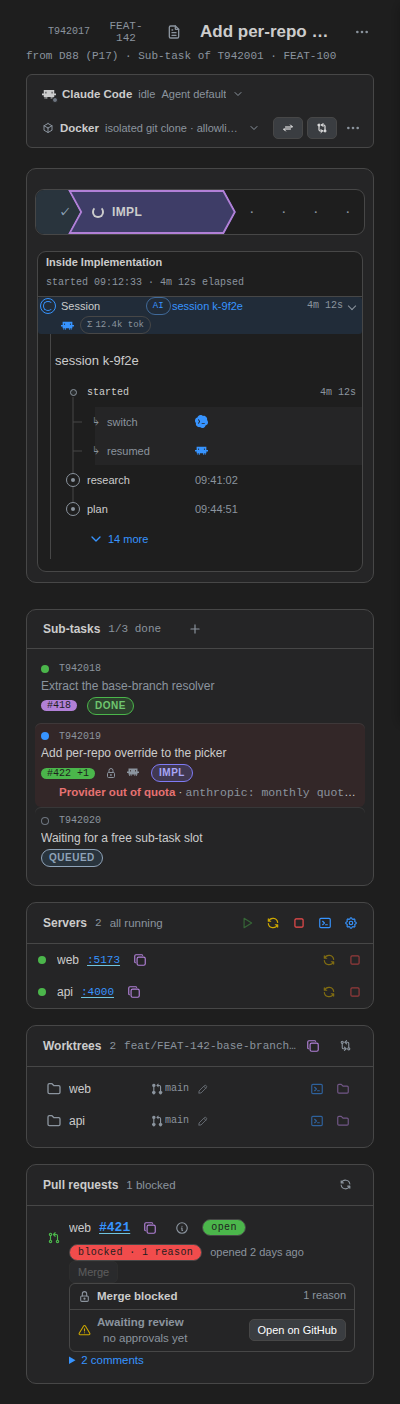 T942017 FEAT-142 Add per-repo …
from D88 (P17) · Sub-task of T942001 · FEAT-100
Claude Code idle Agent default
Docker isolated git clone · allowli…
✓ IMPL
Inside Implementation
started 09:12:33 · 4m 12s elapsed
Session AI session k-9f2e 4m 12s
Σ 12.4k tok
session k-9f2e
started 4m 12s
↳ switch
↳ resumed
research 09:41:02
plan 09:44:51
14 more
Sub-tasks 1/3 done
T942018
Extract the base-branch resolver
#418 DONE
T942019
Add per-repo override to the picker
#422 +1 IMPL
Provider out of quota · anthropic: monthly quot…
T942020
Waiting for a free sub-task slot
QUEUED
Servers 2 all running
web :5173
api :4000
Worktrees 2 feat/FEAT-142-base-branch…
web main
api main
Pull requests 1 blocked
web #421 open
blocked · 1 reason opened 2 days ago
Merge
Merge blocked 1 reason
Awaiting review
no approvals yet
Open on GitHub
2 comments